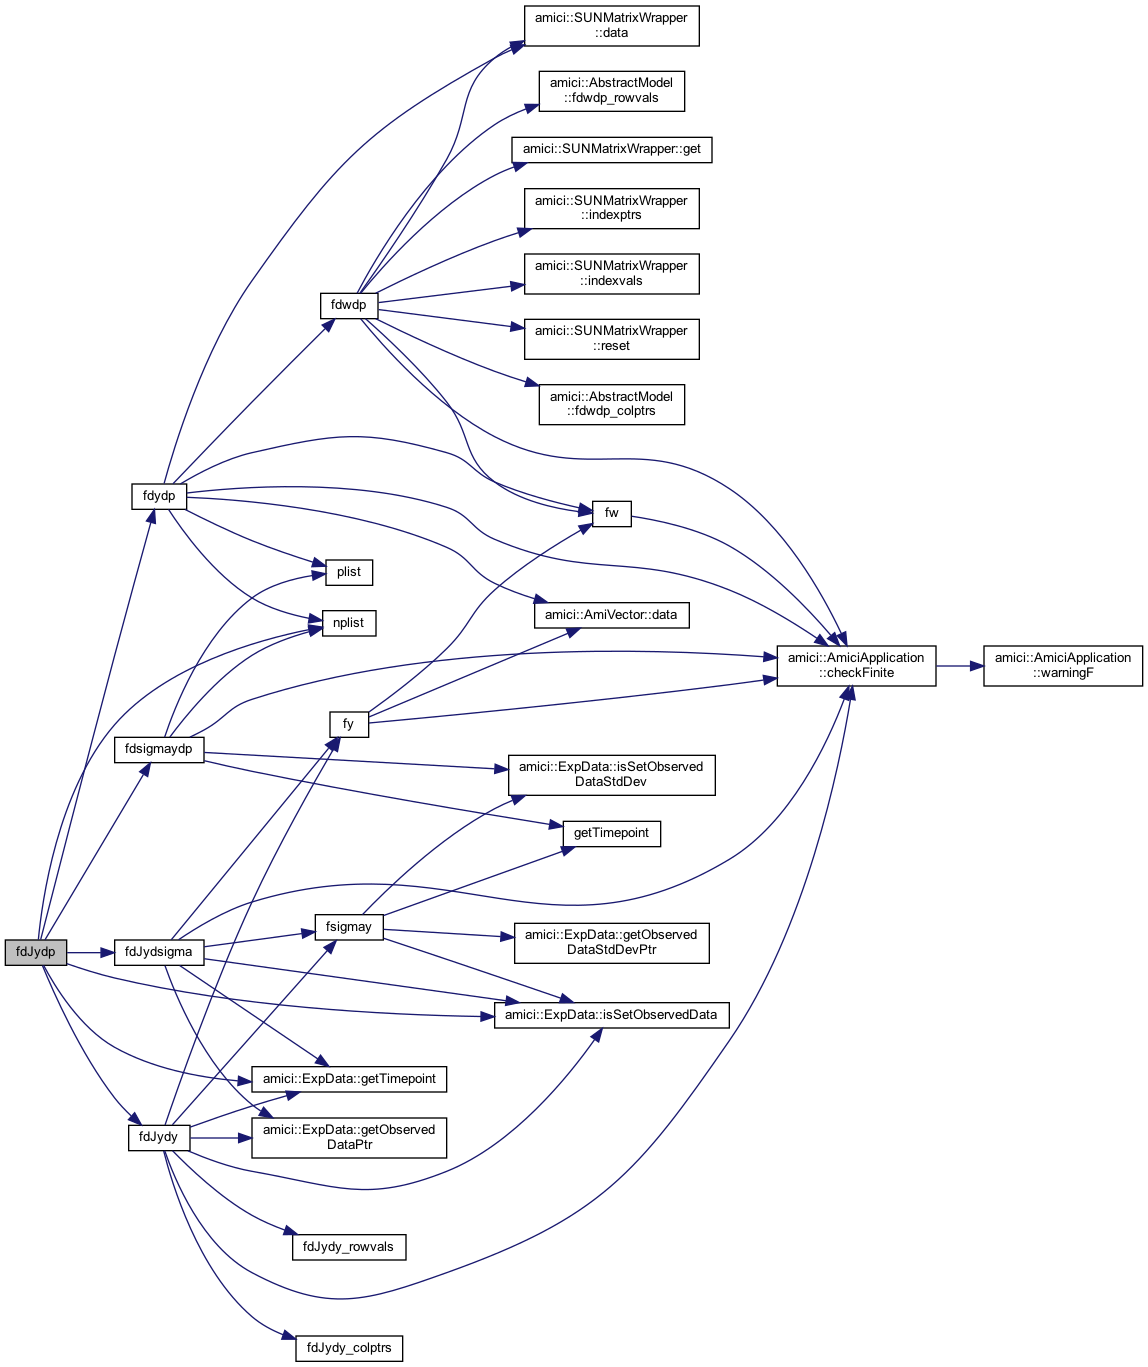 amici::SUNMatrixWrapper
::data
amici::AbstractModel
::fdwdp_rowvals
amici::SUNMatrixWrapper::get
amici::SUNMatrixWrapper
::indexptrs
amici::SUNMatrixWrapper
::indexvals
fdwdp
amici::SUNMatrixWrapper
::reset
amici::AbstractModel
::fdwdp_colptrs
fdydp
fw
plist
amici::AmiVector::data
nplist
amici::AmiciApplication
::checkFinite
amici::AmiciApplication
::warningF
fy
fdsigmaydp
amici::ExpData::isSetObserved
DataStdDev
getTimepoint
fsigmay
amici::ExpData::getObserved
DataStdDevPtr
fdJydp
fdJydsigma
amici::ExpData::isSetObservedData
amici::ExpData::getTimepoint
fdJydy
amici::ExpData::getObserved
DataPtr
fdJydy_rowvals
fdJydy_colptrs